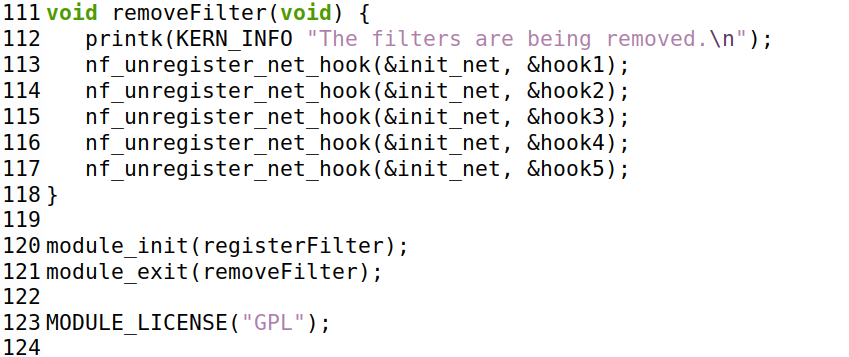 111 void removeFilter(void) {
112    printk(KERN_INFO "The filters are being removed.\n");
113    nf_unregister_net_hook(&init_net, &hook1);
114    nf_unregister_net_hook(&init_net, &hook2);
115    nf_unregister_net_hook(&init_net, &hook3);
116    nf_unregister_net_hook(&init_net, &hook4);
117    nf_unregister_net_hook(&init_net, &hook5);
118 }
119
120 module_init(registerFilter);
121 module_exit(removeFilter);
122
123 MODULE_LICENSE("GPL");
124